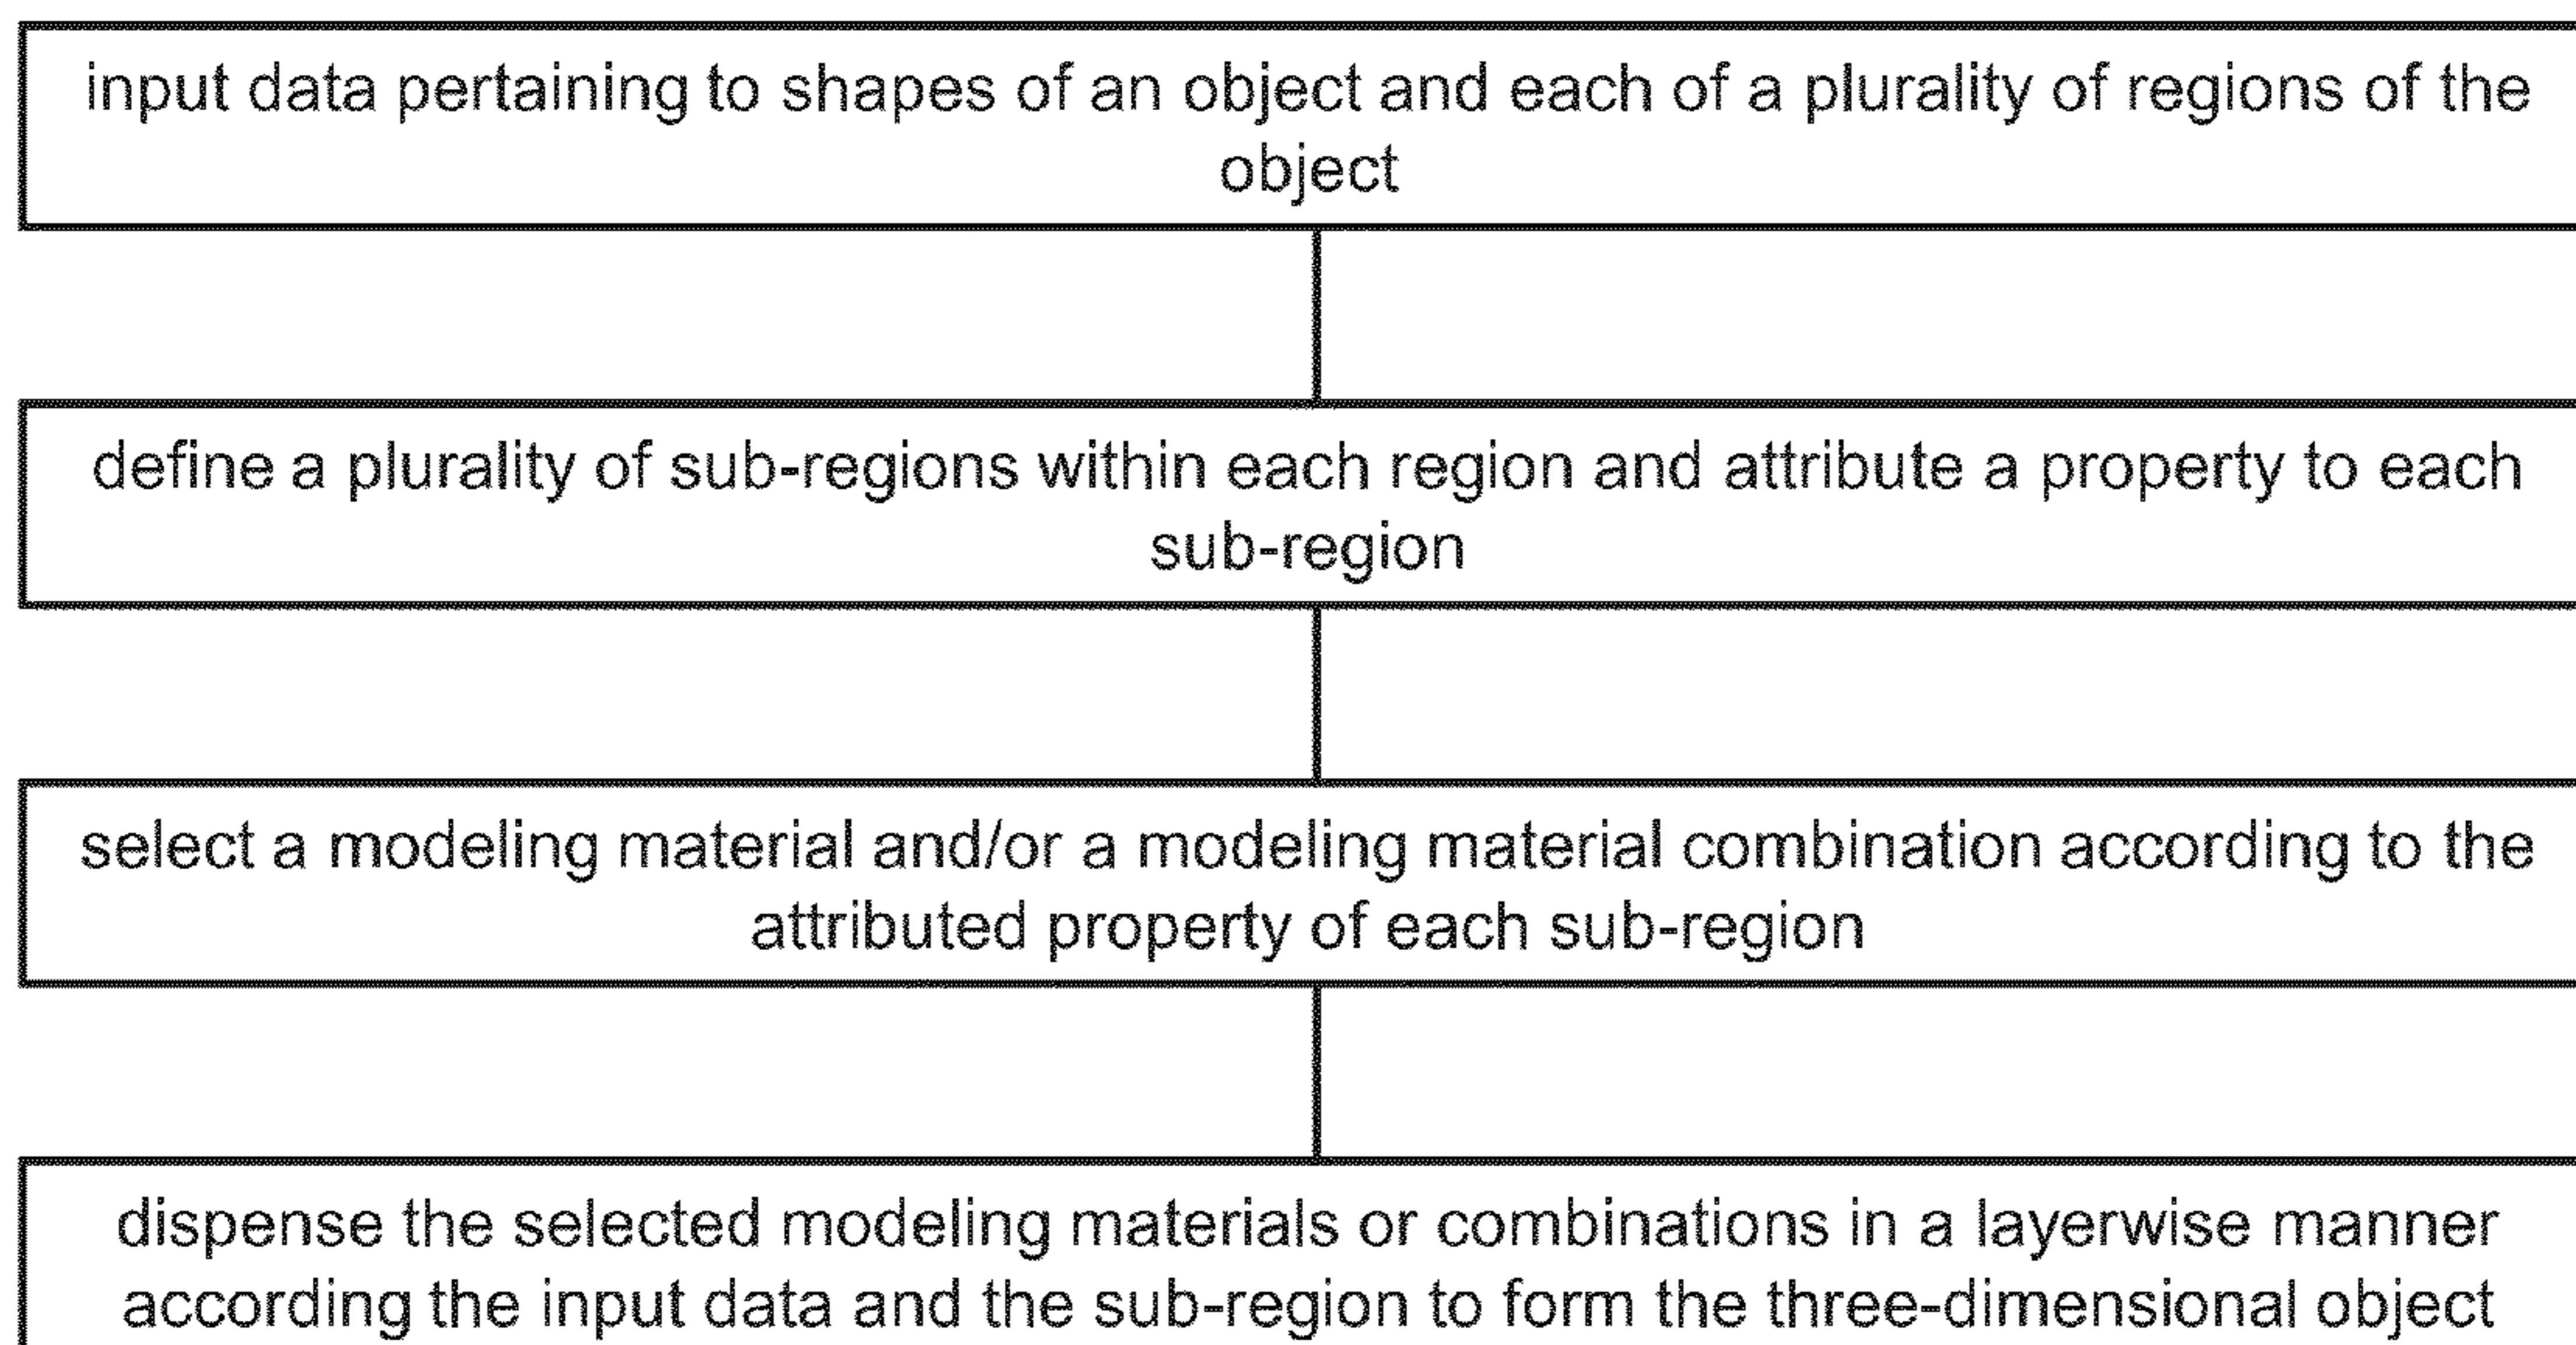 input data pertaining to shapes of an object and each of a plurality of regions of the
object
define a plurality of sub-regions within each region and attribute a property to each
sub-region
select a modeling material and/or a modeling material combination according to the
attributed property of each sub-region
dispense the selected modeling materials or combinations in a layerwise manner
according the input data and the sub-region to form the three-dimensional object